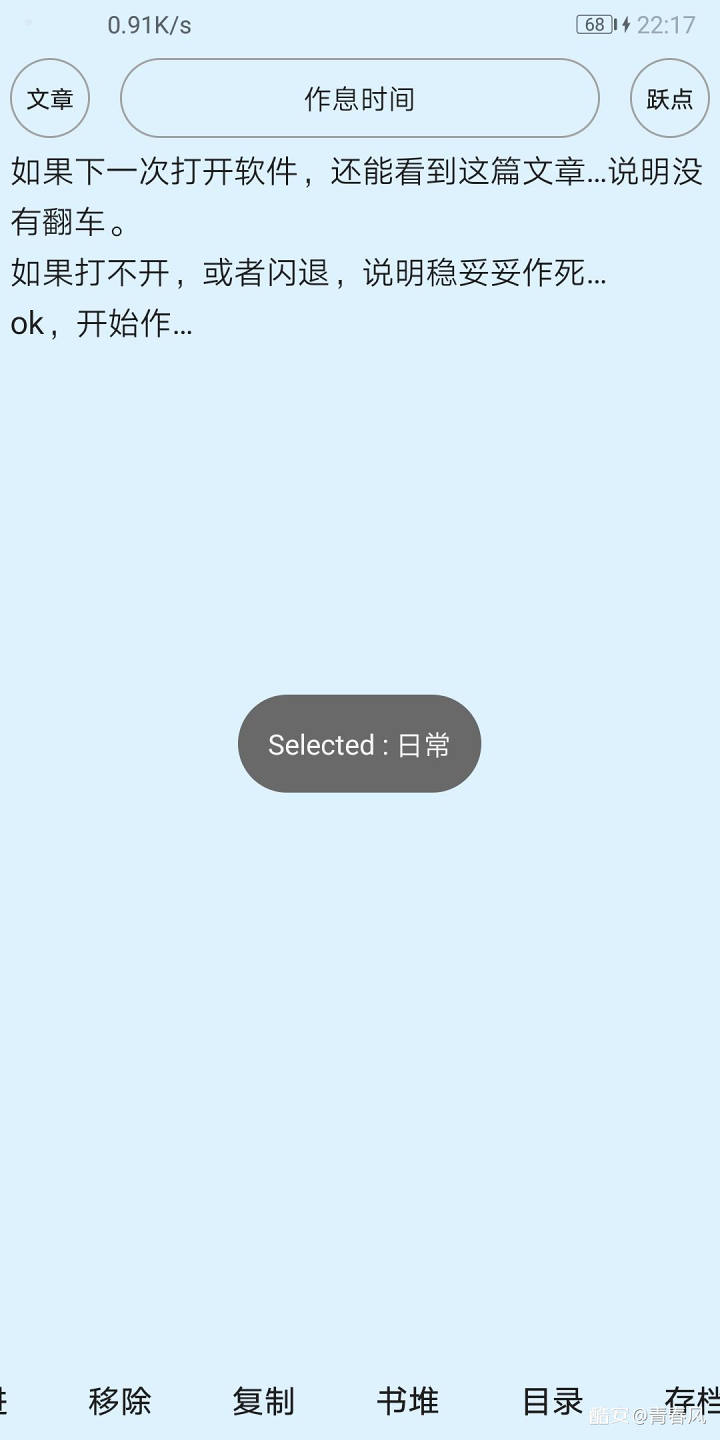 0.91K/s 68 22:17
文章 作息时间 跃点
如果下一次打开软件，还能看到这篇文章...说明没
有翻车。
如果打不开，或者闪退，说明稳妥妥作死...
ok，开始作...
Selected : 日常
移除 复制 书堆 目录 存档
酷安 @青春风